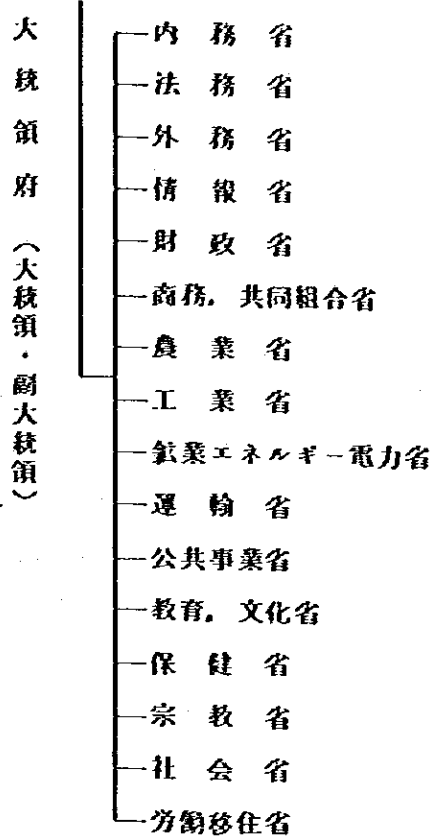 大統領府（大統領・副大統領）
内務省
法務省
外務省
情報省
財政省
商務．共同組合省
農業省
工業省
鉱業エネルギー電力省
運輸省
公共事業省
教育．文化省
保健省
宗教省
社会省
労働移住省